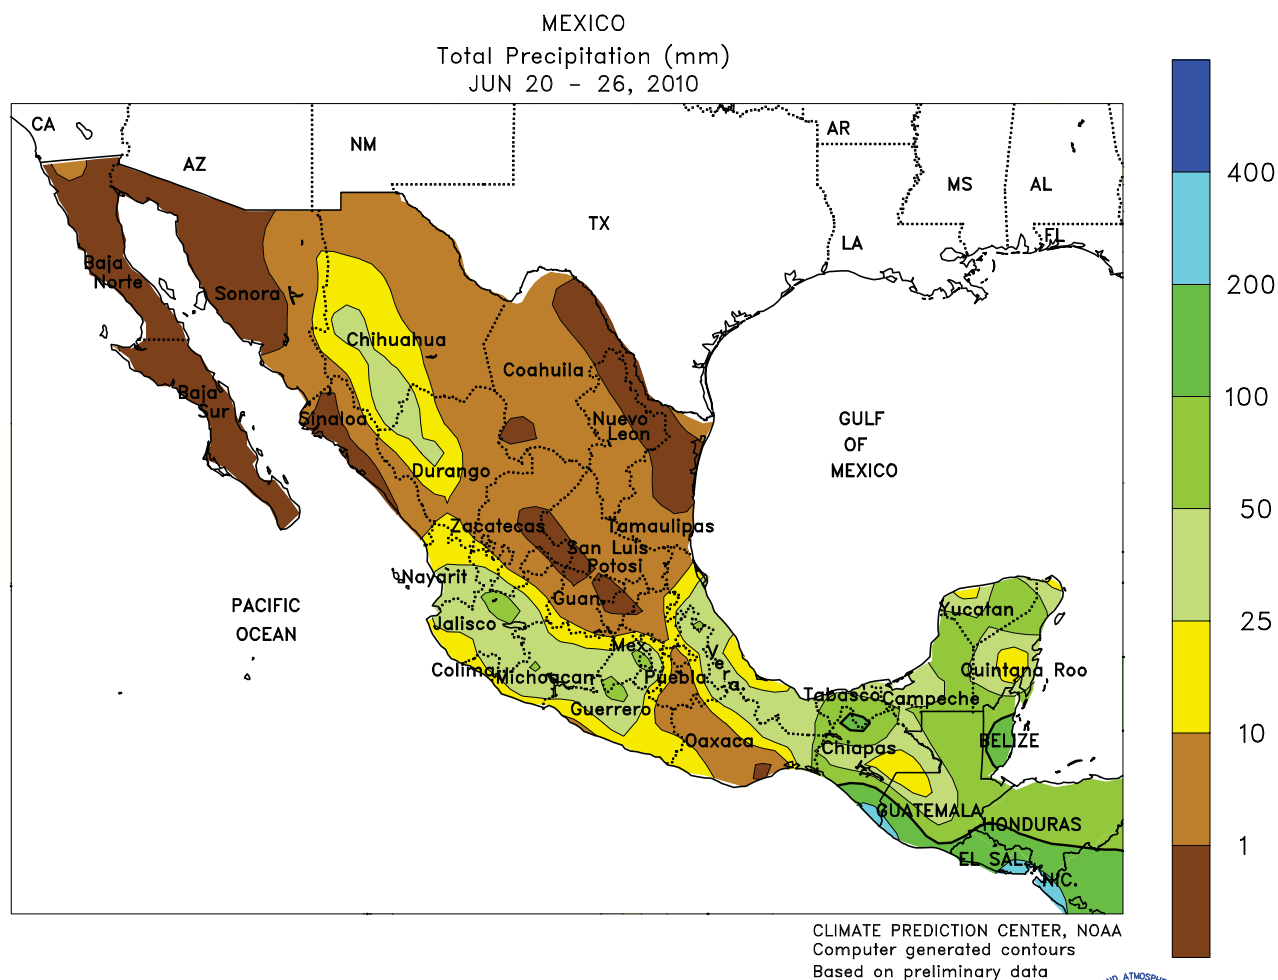 MEXICO
Total Precipitation (mm)
JUN 20 - 26, 2010
CA
AZ
NM
TX
AR
LA
MS
AL
FL
400
200
100
50
25
10
1
Baja
Norte
Sonora
Chihuahua
Coahuila
Baja
Sur
Sinaloa
Nuevo
Leon
Durango
GULF
OF
MEXICO
Zacatecas
Tamaulipas
San Luis
Potosi
Nayarit
Guan.
PACIFIC
OCEAN
Jalisco
Mex.
Ver
a.
Yucatan
Colima
Michoacan
Puebla
Quintana Roo
Guerrero
Tabasco
Campeche
Oaxaca
Chiapas
BELIZE
GUATEMALA
HONDURAS
EL SAL.
NIC.
CLIMATE PREDICTION CENTER, NOAA
Computer generated contours
Based on preliminary data